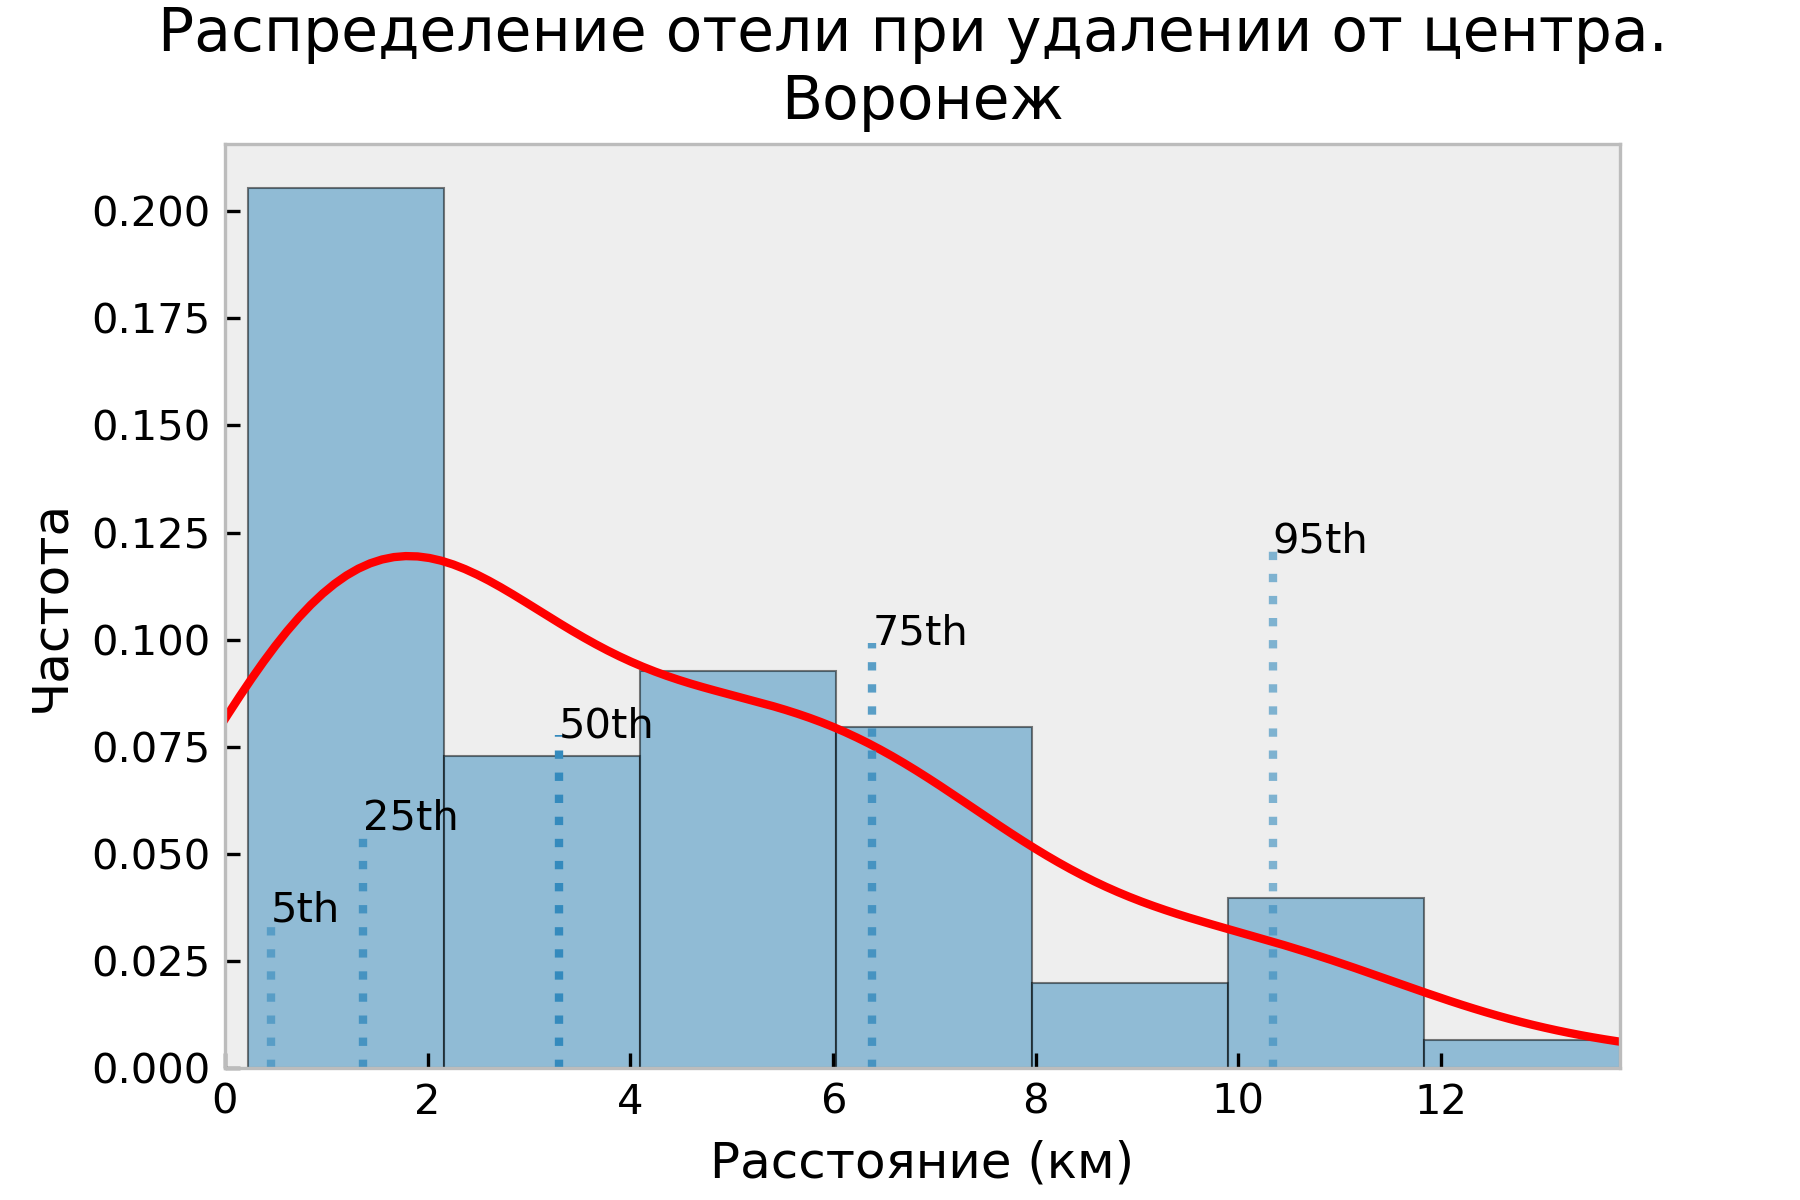 Распределение отели при удалении от центра.
Воронеж
0.200
0.175
0.150
0.125
0.100
0.075
0.050
0.025
0.000
Частота
5th
25th
50th
75th
95th
0 2 4 6 8 10 12
Расстояние (км)